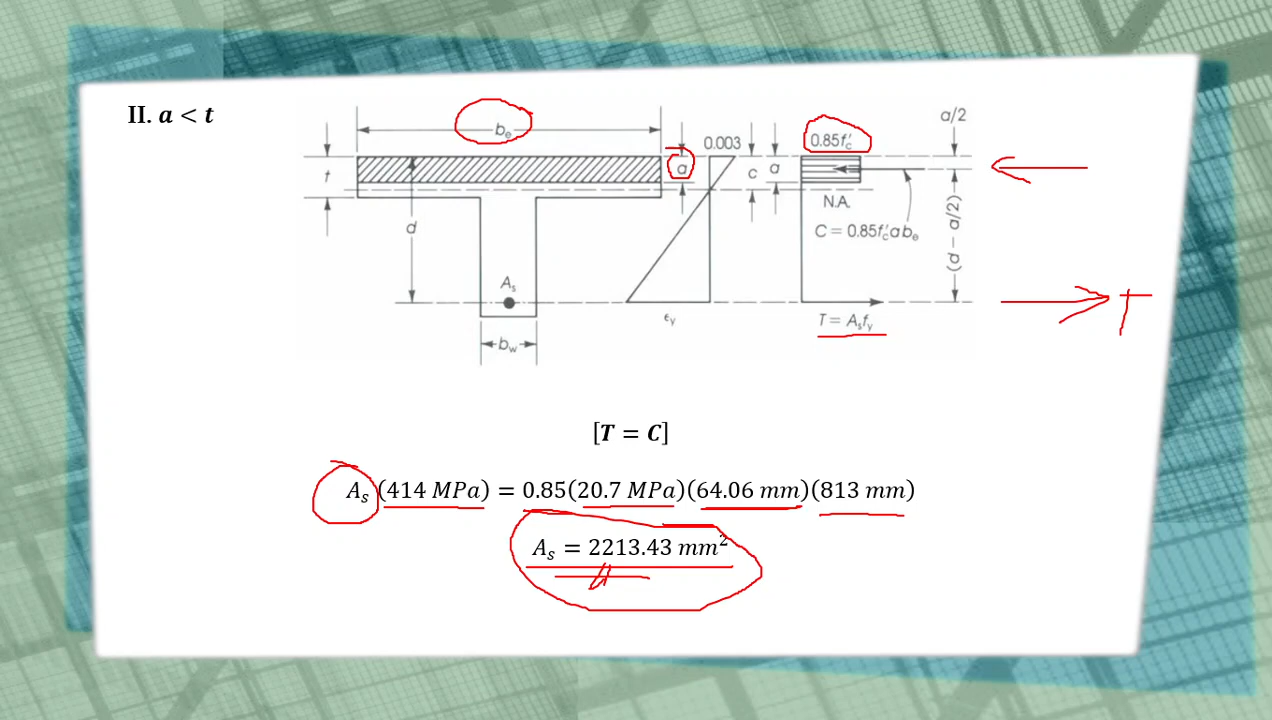 II. a < t
b_e
t
d
A_s
b_w
a
0.003
c
a
ϵ_y
0.85f'_c
a/2
N.A.
C = 0.85f'_c a b_e
(d − a/2)
T = A_s f_y
T
[T = C]
A_s (414 MPa) = 0.85(20.7 MPa)(64.06 mm)(813 mm)
A_s = 2213.43 mm²